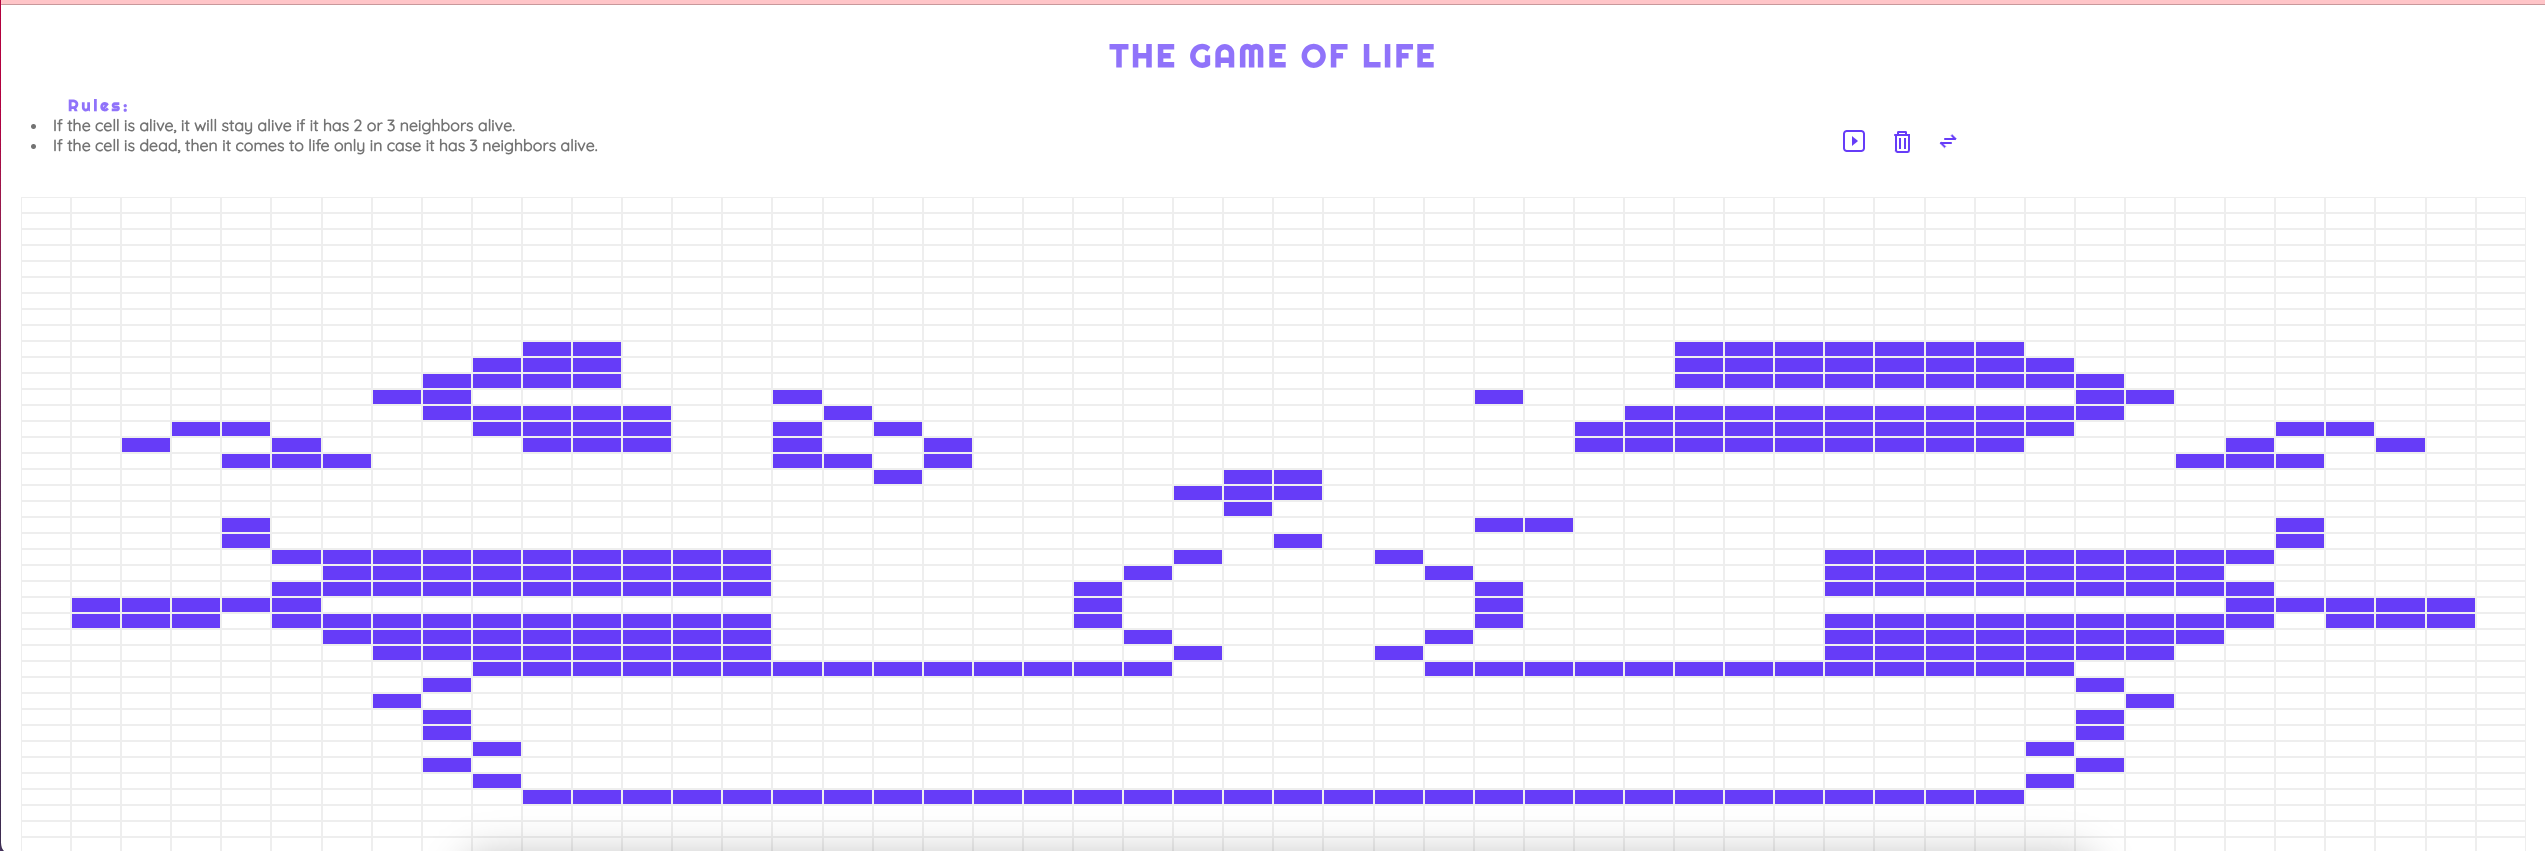 THE GAME OF LIFE
Rules:
If the cell is alive, it will stay alive if it has 2 or 3 neighbors alive.
If the cell is dead, then it comes to life only in case it has 3 neighbors alive.